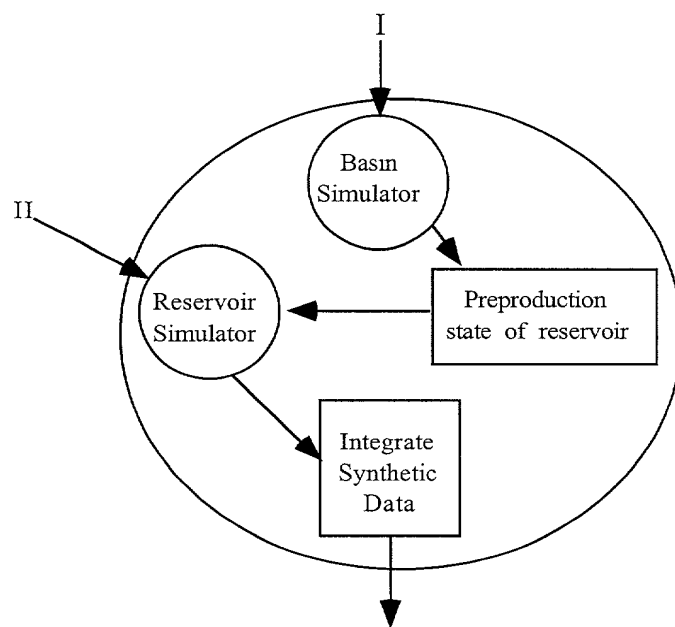 I
Basin
Simulator
II
Reservoir
Simulator
Preproduction
state of reservoir
Integrate
Synthetic
Data